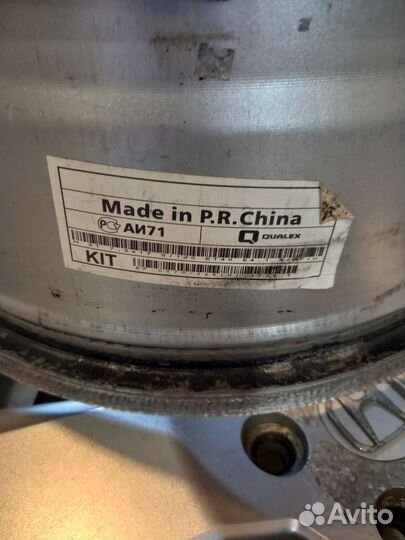 Made in P.R.China
РСТ АИ71 QUALEX
KIT
Avito